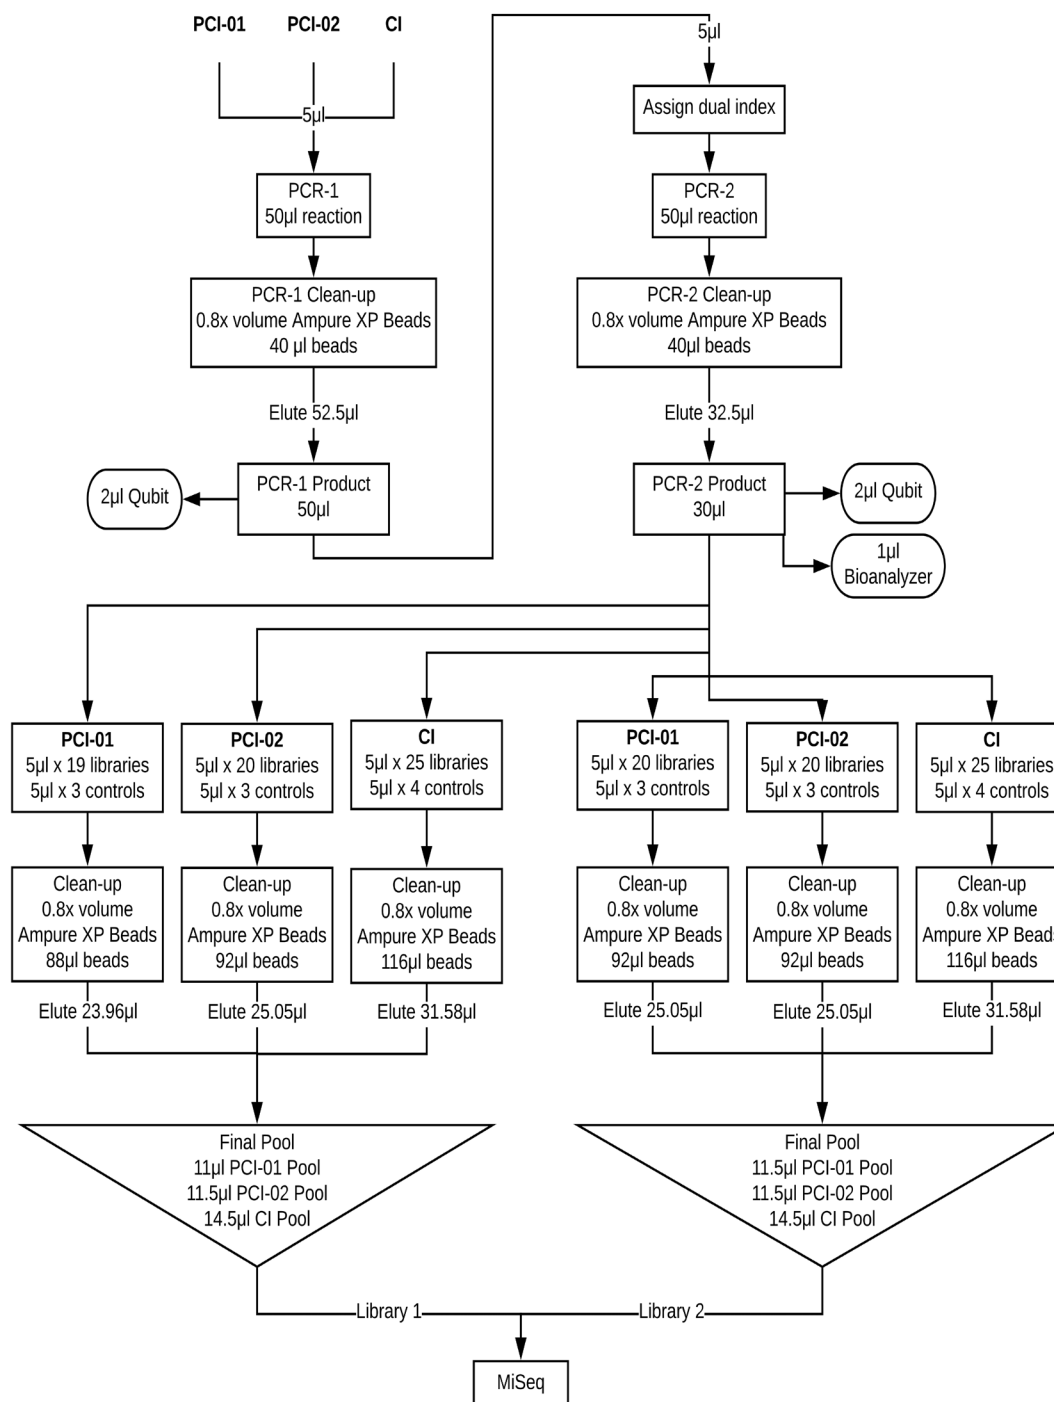 PCI-01 PCI-02 CI
5μl
PCR-1
50μl reaction
PCR-1 Clean-up
0.8x volume Ampure XP Beads
40 μl beads
Elute 52.5μl
PCR-1 Product
50μl
2μl Qubit
5μl
Assign dual index
PCR-2
50μl reaction
PCR-2 Clean-up
0.8x volume Ampure XP Beads
40μl beads
Elute 32.5μl
PCR-2 Product
30μl
2μl Qubit
1μl
Bioanalyzer
PCI-01
5μl x 19 libraries
5μl x 3 controls
PCI-02
5μl x 20 libraries
5μl x 3 controls
CI
5μl x 25 libraries
5μl x 4 controls
PCI-01
5μl x 20 libraries
5μl x 3 controls
PCI-02
5μl x 20 libraries
5μl x 3 controls
CI
5μl x 25 libraries
5μl x 4 controls
Clean-up
0.8x volume
Ampure XP Beads
88μl beads
Clean-up
0.8x volume
Ampure XP Beads
92μl beads
Clean-up
0.8x volume
Ampure XP Beads
116μl beads
Clean-up
0.8x volume
Ampure XP Beads
92μl beads
Clean-up
0.8x volume
Ampure XP Beads
92μl beads
Clean-up
0.8x volume
Ampure XP Beads
116μl beads
Elute 23.96μl
Elute 25.05μl
Elute 31.58μl
Elute 25.05μl
Elute 25.05μl
Elute 31.58μl
Final Pool
11μl PCI-01 Pool
11.5μl PCI-02 Pool
14.5μl CI Pool
Final Pool
11.5μl PCI-01 Pool
11.5μl PCI-02 Pool
14.5μl CI Pool
Library 1
Library 2
MiSeq